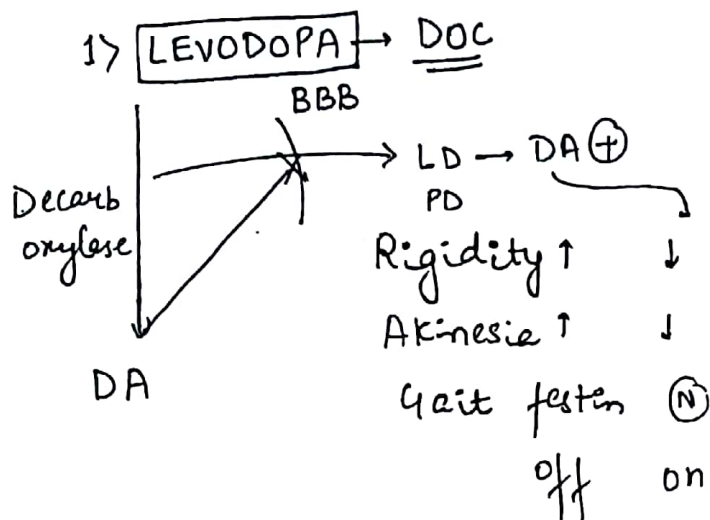 1> LEVODOPA → DOC
BBB
Decarb
oxylase
LD → DA ⊕
PD
Rigidity ↑ ↓
Akinesia ↑ ↓
DA
Gait festin Ⓝ
Off on